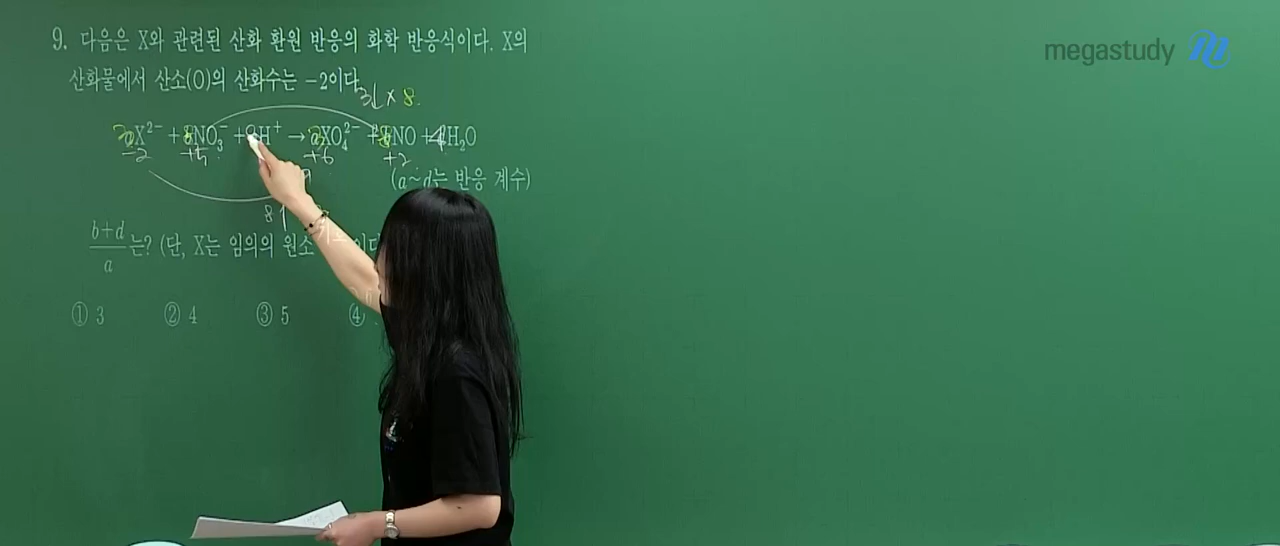 megastudy
9. 다음은 X와 관련된 산화 환원 반응의 화학 반응식이다. X의
산화물에서 산소(O)의 산화수는 −2이다.
3↓ × 8
3X²⁻ + 8NO₃⁻ + 8H⁺ → 3XO₄²⁻ + 8NO + 4H₂O
−2 +5 +6 +2
(a~d는 반응 계수)
8↑
(b+d)/a 는? (단, X는 임의의 원소
① 3 ② 4 ③ 5 ④